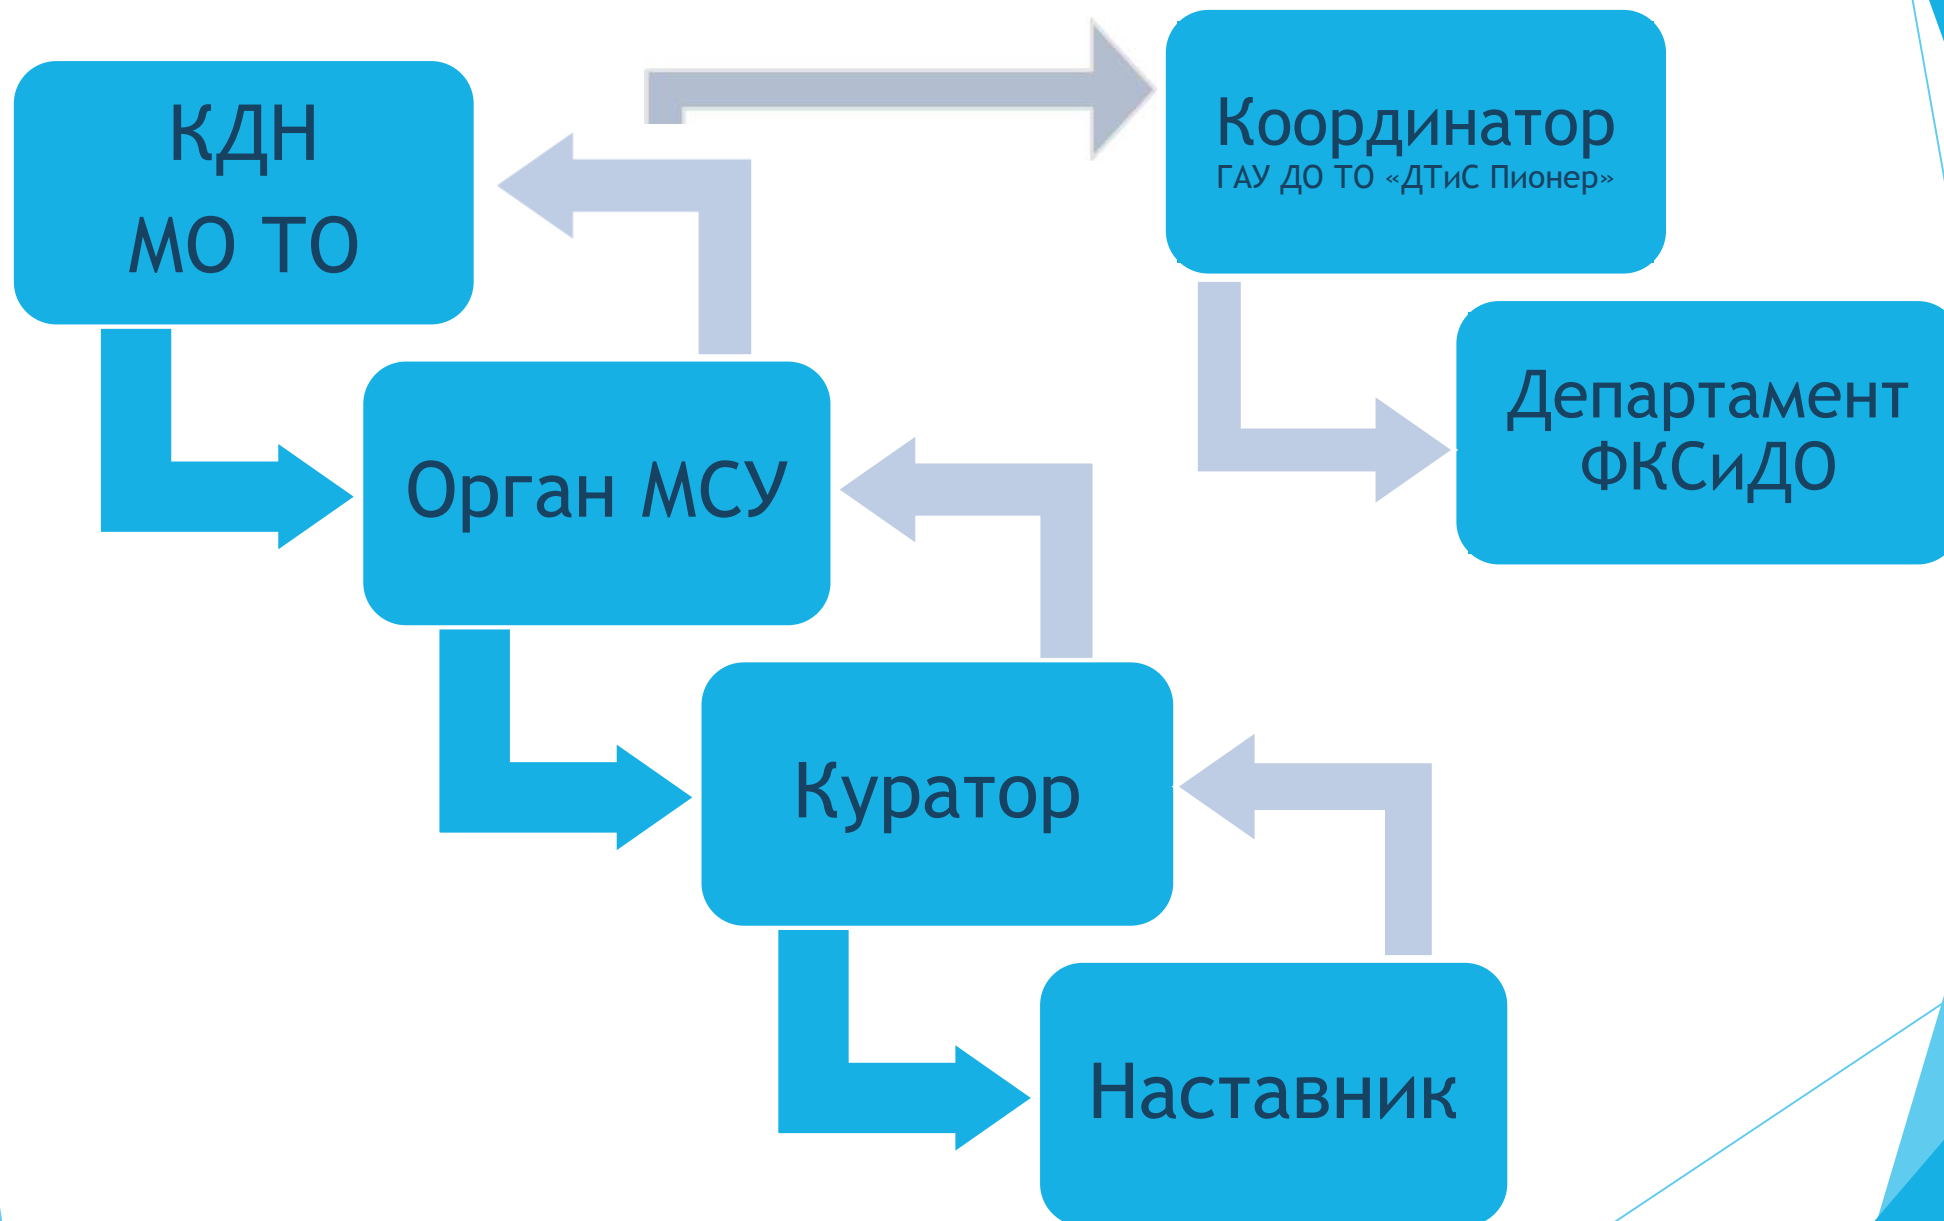 КДН
МО ТО
Координатор
ГАУ ДО ТО «ДТиС Пионер»
Департамент
ФКСиДО
Орган МСУ
Куратор
Наставник